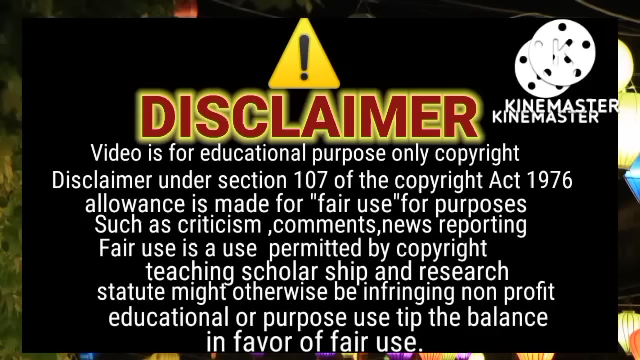 KINEMASTER
KINEMASTER
DISCLAIMER
Video is for educational purpose only copyright
Disclaimer under section 107 of the copyright Act 1976
allowance is made for "fair use"for purposes
Such as criticism ,comments,news reporting
Fair use is a use permitted by copyright
teaching scholar ship and research
statute might otherwise be infringing non profit
educational or purpose use tip the balance
in favor of fair use.